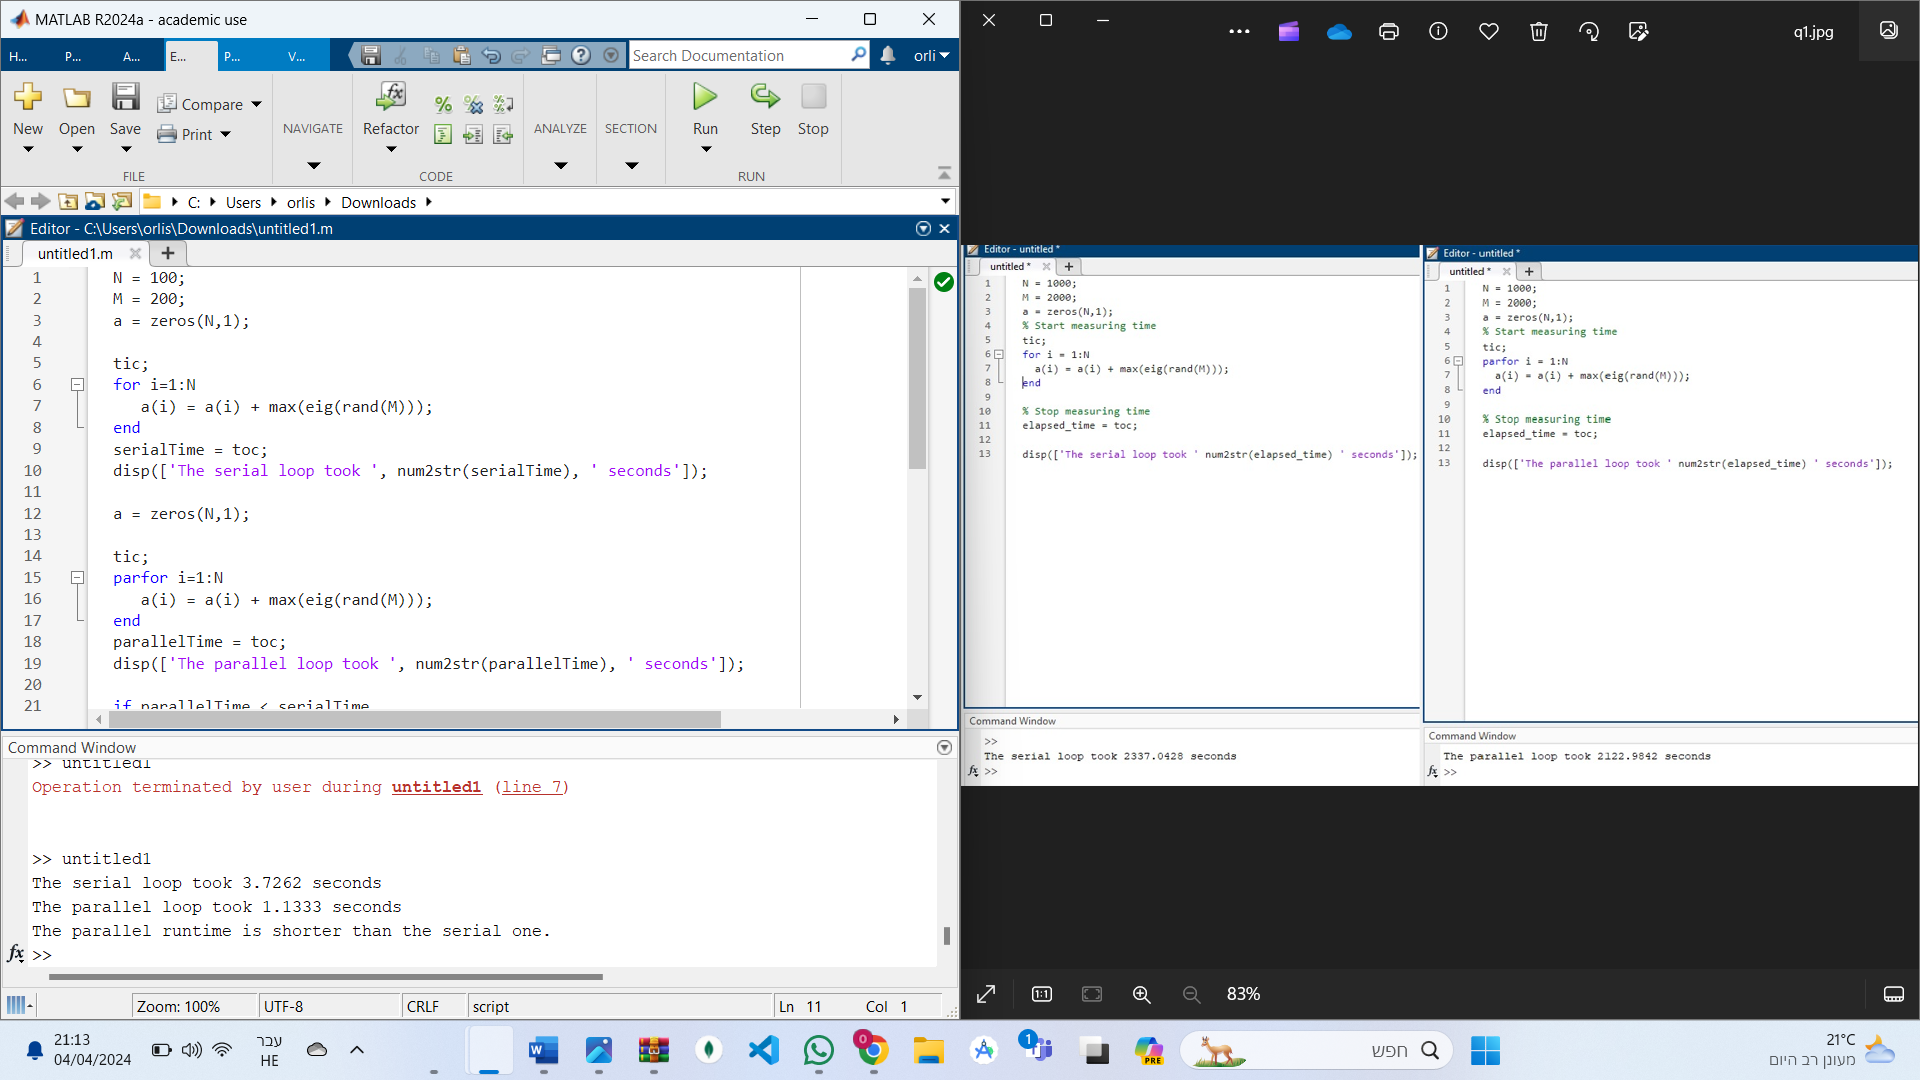 MATLAB R2024a - academic use
H...
P...
A...
E...
P...
V...
Search Documentation
orli
New
Open
Save
Compare
Print
FILE
NAVIGATE
Refactor
CODE
ANALYZE
SECTION
Run
Step
Stop
RUN
C:
Users
orlis
Downloads
Editor - C:\Users\orlis\Downloads\untitled1.m
untitled1.m
1 N = 100;
2 M = 200;
3 a = zeros(N,1);
4
5 tic;
6 for i=1:N
7 a(i) = a(i) + max(eig(rand(M)));
8 end
9 serialTime = toc;
10 disp(['The serial loop took ', num2str(serialTime), ' seconds']);
11
12 a = zeros(N,1);
13
14 tic;
15 parfor i=1:N
16 a(i) = a(i) + max(eig(rand(M)));
17 end
18 parallelTime = toc;
19 disp(['The parallel loop took ', num2str(parallelTime), ' seconds']);
20
21 if parallelTime < serialTime
Command Window
>> untitled1
Operation terminated by user during untitled1 (line 7)
>> untitled1
The serial loop took 3.7262 seconds
The parallel loop took 1.1333 seconds
The parallel runtime is shorter than the serial one.
fx >>
Zoom: 100%
UTF-8
CRLF
script
Ln 11
Col 1
q1.jpg
Editor - untitled *
untitled *
1 N = 1000;
2 M = 2000;
3 a = zeros(N,1);
4 % Start measuring time
5 tic;
6 for i = 1:N
7 a(i) = a(i) + max(eig(rand(M)));
8 end
9
10 % Stop measuring time
11 elapsed_time = toc;
12
13 disp(['The serial loop took ' num2str(elapsed_time) ' seconds']);
Command Window
>>
The serial loop took 2337.0428 seconds
fx >>
Editor - untitled *
untitled *
1 N = 1000;
2 M = 2000;
3 a = zeros(N,1);
4 % Start measuring time
5 tic;
6 parfor i = 1:N
7 a(i) = a(i) + max(eig(rand(M)));
8 end
9
10 % Stop measuring time
11 elapsed_time = toc;
12
13 disp(['The parallel loop took ' num2str(elapsed_time) ' seconds']);
Command Window
The parallel loop took 2122.9842 seconds
fx >>
1:1
83%
21:13
04/04/2024
עבר
HE
0
1
PRE
חפש
21°C
מעונן רב היום